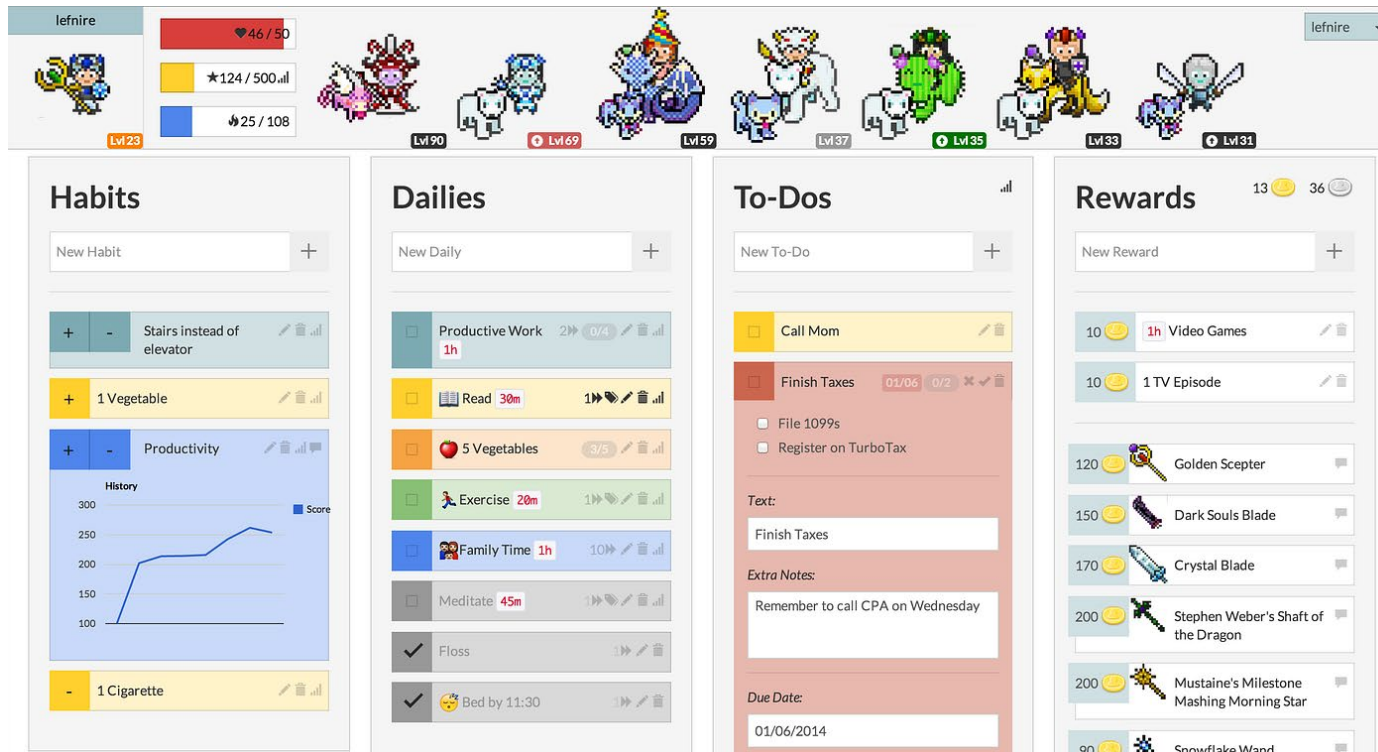 lefnire
46 / 50
124 / 500
25 / 108
Lvl 23
Lvl 90
Lvl 69
Lvl 59
Lvl 37
Lvl 35
Lvl 33
Lvl 31
lefnire
Habits
New Habit
+
+ - Stairs instead of
elevator
+ 1 Vegetable
+ - Productivity
History
300
250
200
150
100
Score
- 1 Cigarette
Dailies
New Daily
+
Productive Work 2 0/4
1h
Read 30m 1
5 Vegetables 3/5
Exercise 20m 1
Family Time 1h 10
Meditate 45m 1
Floss 1
Bed by 11:30 1
To-Dos
New To-Do
+
Call Mom
Finish Taxes 01/06 0/2
File 1099s
Register on TurboTax
Text:
Finish Taxes
Extra Notes:
Remember to call CPA on Wednesday
Due Date:
01/06/2014
Rewards 13 36
New Reward
+
10 1h Video Games
10 1 TV Episode
120 Golden Scepter
150 Dark Souls Blade
170 Crystal Blade
200 Stephen Weber's Shaft of
the Dragon
200 Mustaine's Milestone
Mashing Morning Star
90 Snowflake Wand